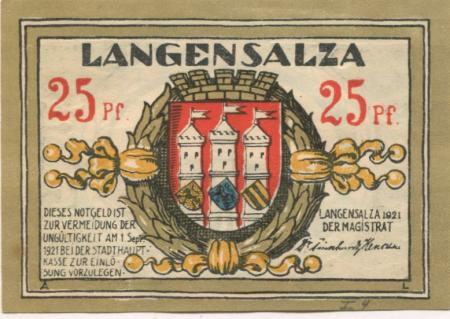 LANGENSALZA
25 Pf.
25 Pf.
DIESES NOTGELD IST
ZUR VERMEIDUNG DER
UNGÜLTIGKEIT AM 1. Sept.
1921 BEI DER STADTHAUPT-
KASSE ZUR EINLÖ-
SUNG VORZULEGEN.
LANGENSALZA 1921
DER MAGISTRAT
A
L